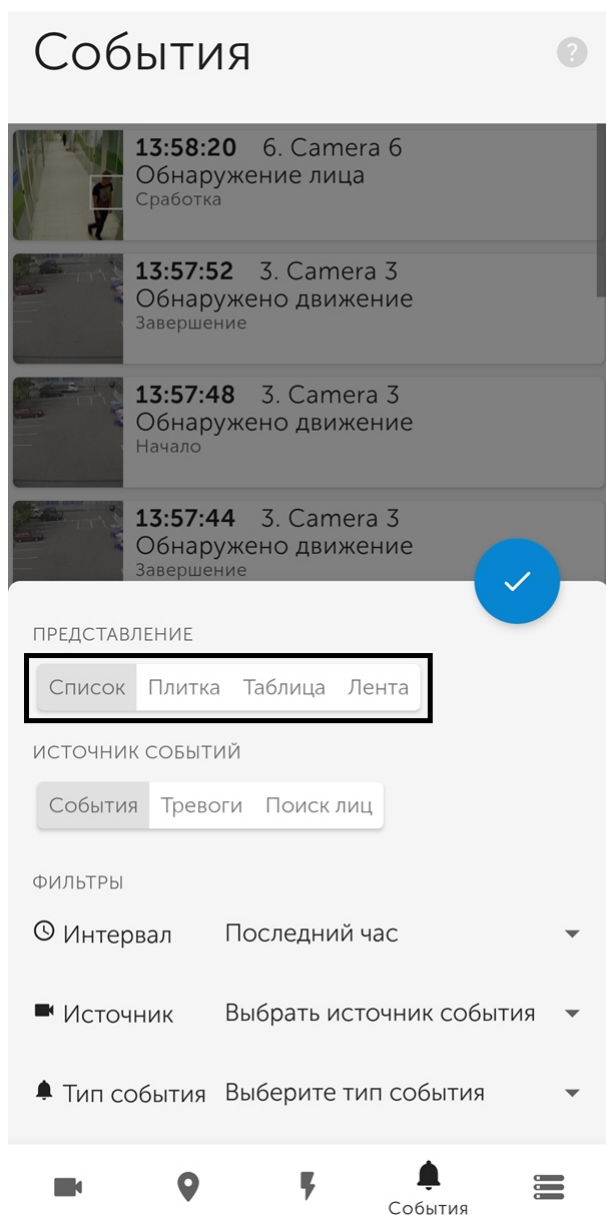 События
?
13:58:20 6. Camera 6
Обнаружение лица
Сработка
13:57:52 3. Camera 3
Обнаружено движение
Завершение
13:57:48 3. Camera 3
Обнаружено движение
Начало
13:57:44 3. Camera 3
Обнаружено движение
Завершение
ПРЕДСТАВЛЕНИЕ
Список Плитка Таблица Лента
ИСТОЧНИК СОБЫТИЙ
События Тревоги Поиск лиц
ФИЛЬТРЫ
Интервал Последний час
Источник Выбрать источник события
Тип события Выберите тип события
События